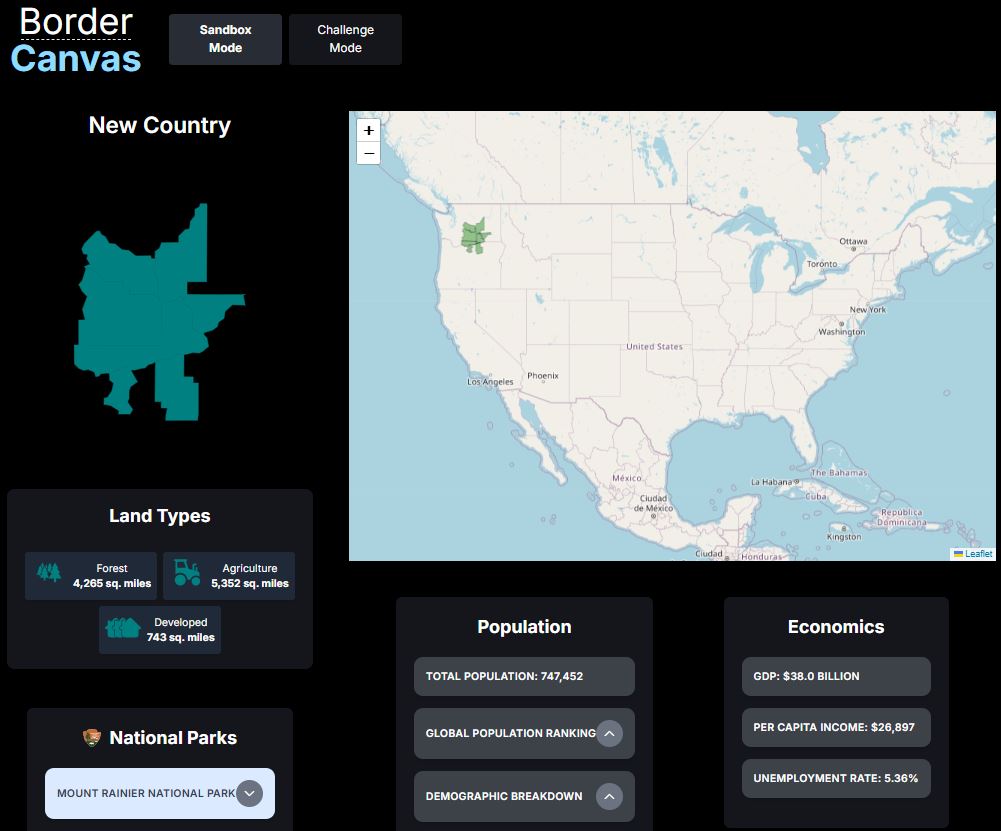 Border
Canvas
Sandbox
Mode
Challenge
Mode
New Country
+
−
Ottawa
Toronto
New York
Washington
United States
Los Angeles
Phoenix
México
Ciudad
de México
La Habana
The Bahamas
Cuba
República
Dominicana
Kingston
Ciudad
Honduras
Leaflet
Land Types
Forest
4,265 sq. miles
Agriculture
5,352 sq. miles
Developed
743 sq. miles
National Parks
MOUNT RAINIER NATIONAL PARK
Population
TOTAL POPULATION: 747,452
GLOBAL POPULATION RANKING
DEMOGRAPHIC BREAKDOWN
Economics
GDP: $38.0 BILLION
PER CAPITA INCOME: $26,897
UNEMPLOYMENT RATE: 5.36%